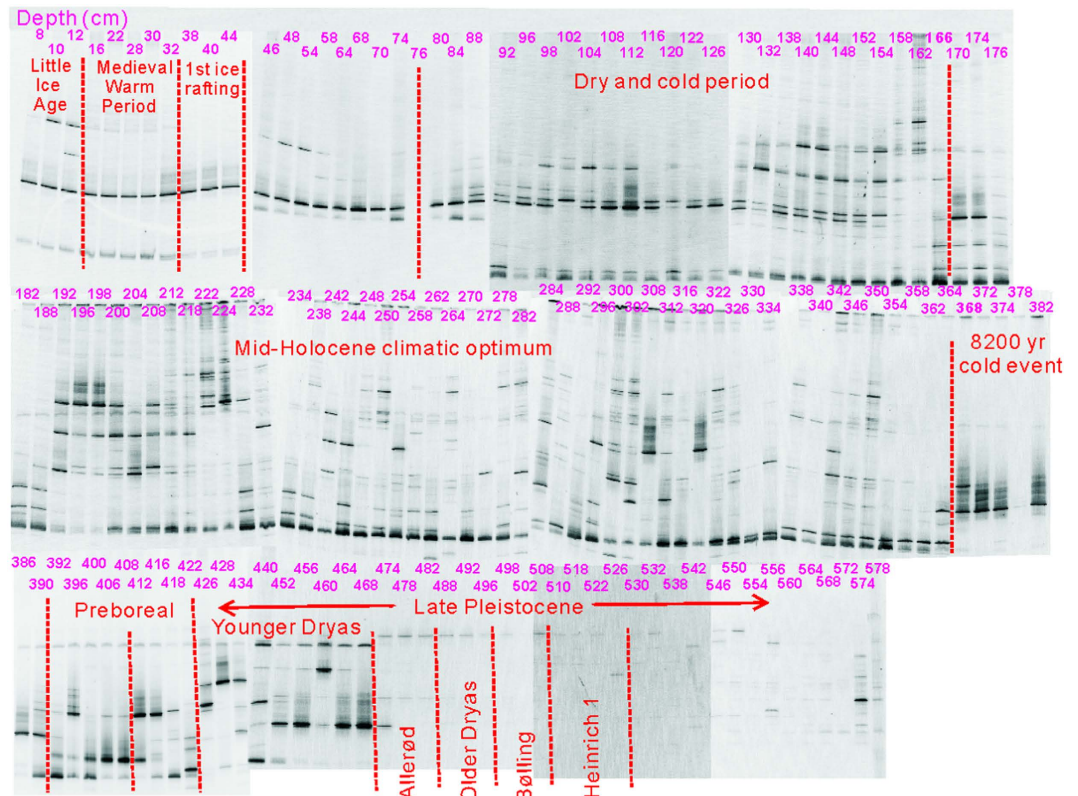 Depth (cm)
8 12 22 30 38 44 48 58 68 74 80 88 96 102 108 116 122 130 138 144 152 158 166 174
10 16 28 32 40 46 54 64 70 76 84 92 98 104 112 120 126 132 142 148 154 162 170 176
Little Ice Age
Medieval Warm Period
1st ice rafting
Dry and cold period
182 192 198 204 212 222 228 234 242 248 254 262 270 278 284 292 300 308 316 322 330 338 342 350 358 364 372 378
188 196 200 208 218 224 232 238 244 250 258 264 272 282 288 296 302 312 320 326 334 340 346 354 362 368 374 382
Mid-Holocene climatic optimum
8200 yr
cold event
386 392 400 408 416 422 428 440 456 464 474 482 492 498 508 518 526 532 542 550 556 564 572 578
390 396 406 412 418 426 434 452 460 468 478 488 496 502 510 522 530 538 546 554 560 568 574
Preboreal
Late Pleistocene
Younger Dryas
Allerød
Older Dryas
Bølling
Heinrich 1